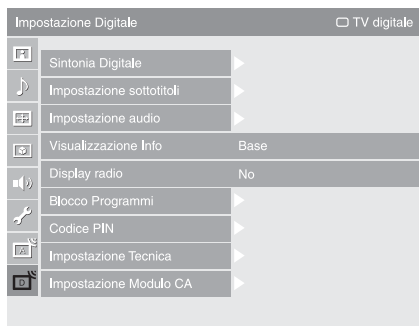 Impostazione Digitale TV digitale
Sintonia Digitale
Impostazione sottotitoli
Impostazione audio
Visualizzazione Info Base
Display radio No
Blocco Programmi
Codice PIN
A Impostazione Tecnica
D Impostazione Modulo CA